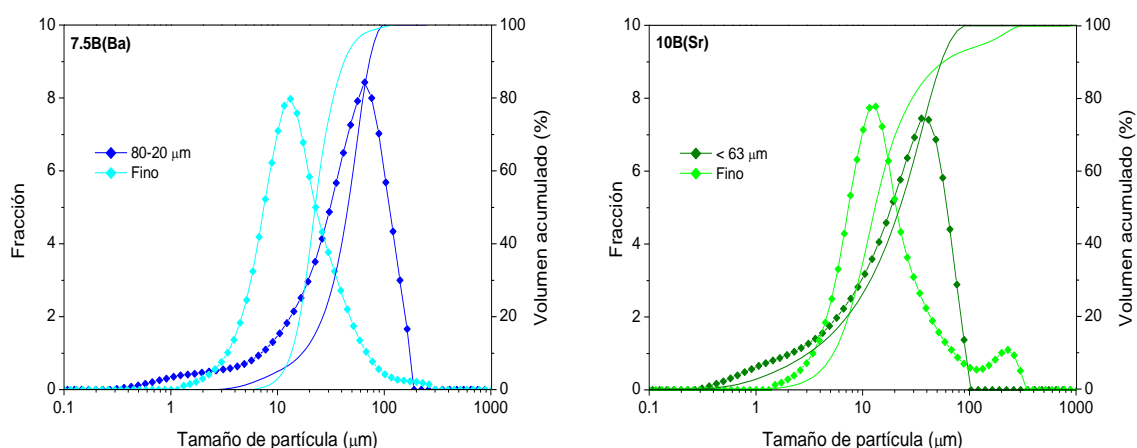 7.5B(Ba)
80-20 μm
Fino
Fracción
10
8
6
4
2
0
Volumen acumulado (%)
100
80
60
40
20
0
0.1 1 10 100 1000
Tamaño de partícula (μm)
10B(Sr)
< 63 μm
Fino
Fracción
10
8
6
4
2
0
Volumen acumulado (%)
100
80
60
40
20
0
0.1 1 10 100 1000
Tamaño de partícula (μm)